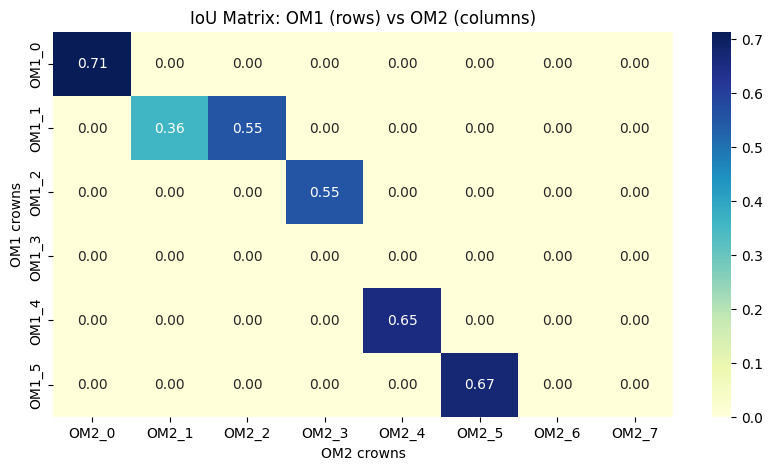 IoU Matrix: OM1 (rows) vs OM2 (columns)
OM1 crowns
OM1_0 0.71 0.00 0.00 0.00 0.00 0.00 0.00 0.00
OM1_1 0.00 0.36 0.55 0.00 0.00 0.00 0.00 0.00
OM1_2 0.00 0.00 0.00 0.55 0.00 0.00 0.00 0.00
OM1_3 0.00 0.00 0.00 0.00 0.00 0.00 0.00 0.00
OM1_4 0.00 0.00 0.00 0.00 0.65 0.00 0.00 0.00
OM1_5 0.00 0.00 0.00 0.00 0.00 0.67 0.00 0.00
OM2_0 OM2_1 OM2_2 OM2_3 OM2_4 OM2_5 OM2_6 OM2_7
OM2 crowns
0.7
0.6
0.5
0.4
0.3
0.2
0.1
0.0